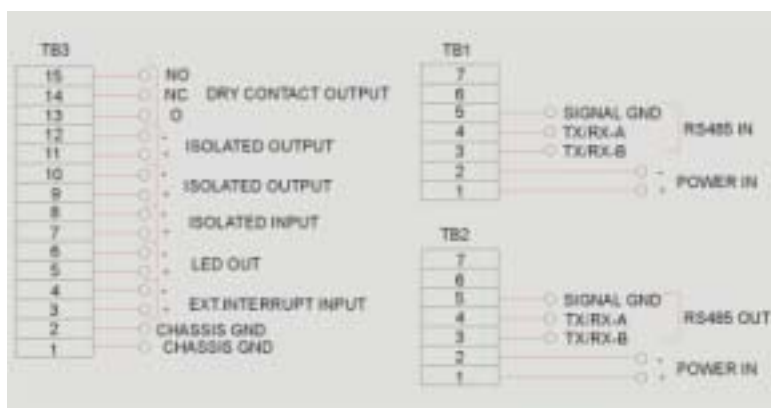 TB3
15 NO
14 NC DRY CONTACT OUTPUT
13 O
12 -
11 + ISOLATED OUTPUT
10
9 + ISOLATED OUTPUT
8 -
7 + ISOLATED INPUT
6 -
5 + LED OUT
4 -
3 + EXT.INTERRUPT INPUT
2 CHASSIS GND
1 CHASSIS GND
TB1
7
6
5 SIGNAL GND
4 TX/RX-A RS485 IN
3 TX/RX-B
2 -
1 + POWER IN
TB2
7
6
5 SIGNAL GND
4 TX/RX-A RS485 OUT
3 TX/RX-B
2 -
1 + POWER IN